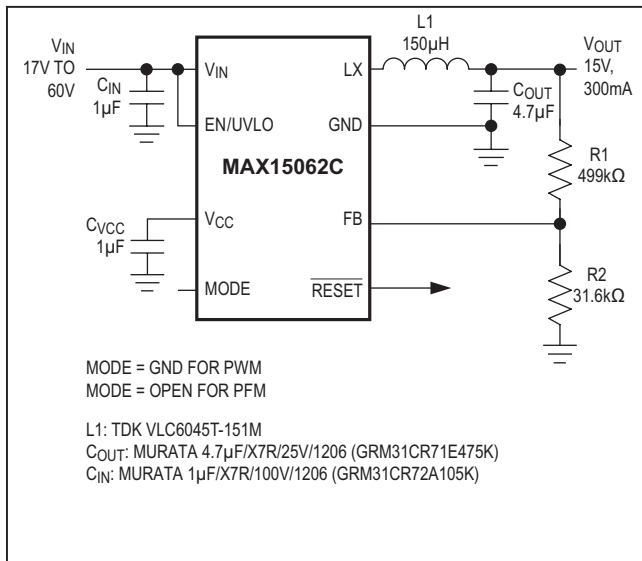 L1
150µH
VIN
17V TO
60V
CIN
1µF
VIN
EN/UVLO
MAX15062C
LX
GND
COUT
4.7µF
VOUT
15V,
300mA
R1
499kΩ
CVCC
1µF
VCC
MODE
FB
RESET
R2
31.6kΩ
MODE = GND FOR PWM
MODE = OPEN FOR PFM
L1: TDK VLC6045T-151M
COUT: MURATA 4.7µF/X7R/25V/1206 (GRM31CR71E475K)
CIN: MURATA 1µF/X7R/100V/1206 (GRM31CR72A105K)